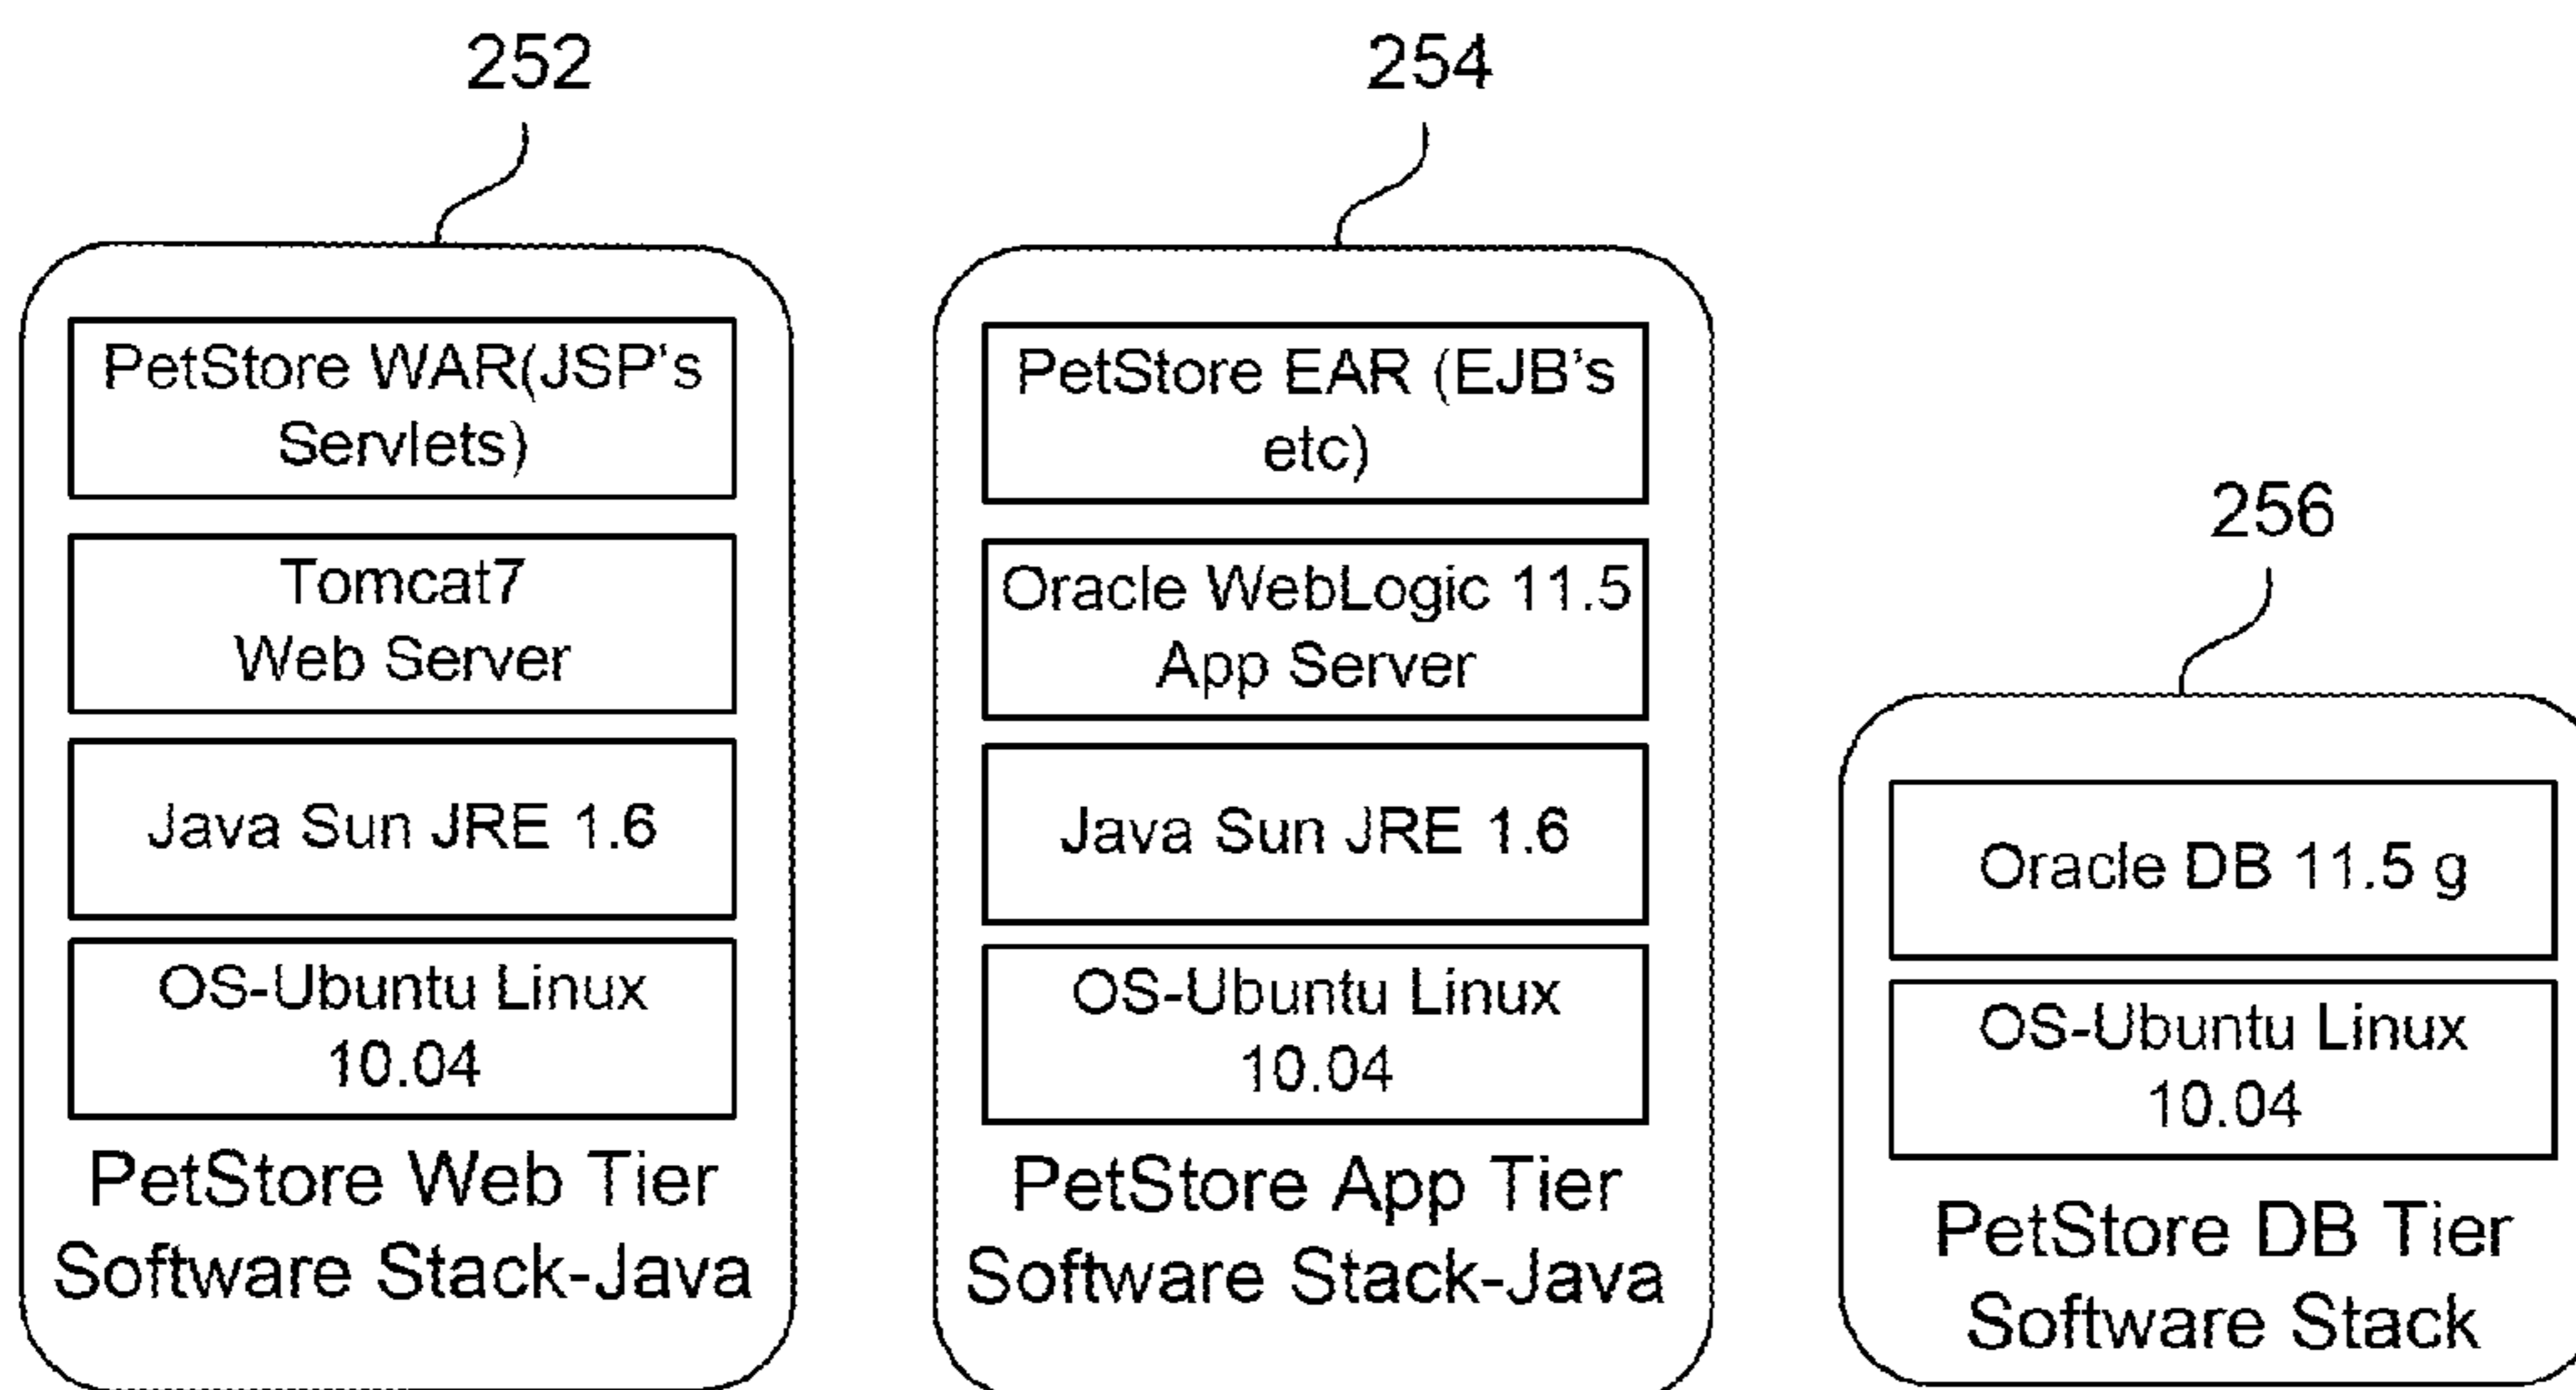 252
PetStore WAR(JSP's
Servlets)
Tomcat7
Web Server
Java Sun JRE 1.6
OS-Ubuntu Linux
10.04
PetStore Web Tier
Software Stack-Java
254
PetStore EAR (EJB's
etc)
Oracle WebLogic 11.5
App Server
Java Sun JRE 1.6
OS-Ubuntu Linux
10.04
PetStore App Tier
Software Stack-Java
256
Oracle DB 11.5 g
OS-Ubuntu Linux
10.04
PetStore DB Tier
Software Stack